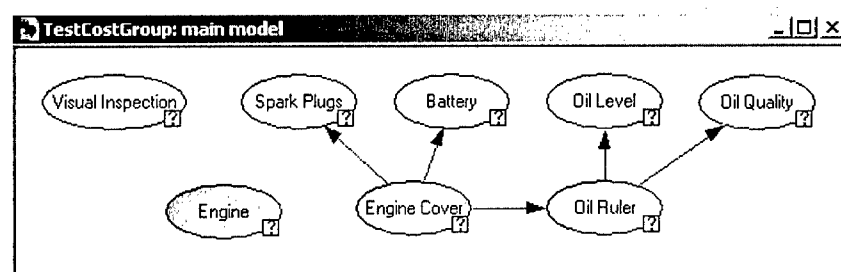 TestCostGroup: main model
Visual Inspection
?
Spark Plugs
?
Battery
?
Oil Level
?
Oil Quality
?
Engine
?
Engine Cover
?
Oil Ruler
?